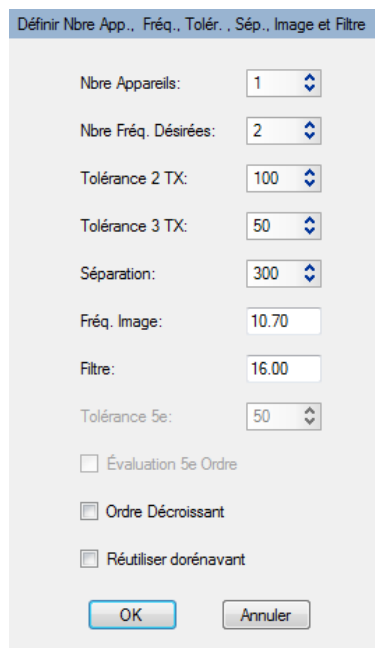 Définir Nbre App., Fréq., Tolér. , Sép., Image et Filtre
Nbre Appareils: 1
Nbre Fréq. Désirées: 2
Tolérance 2 TX: 100
Tolérance 3 TX: 50
Séparation: 300
Fréq. Image: 10.70
Filtre: 16.00
Tolérance 5e: 50
Évaluation 5e Ordre
Ordre Décroissant
Réutiliser dorénavant
OK Annuler